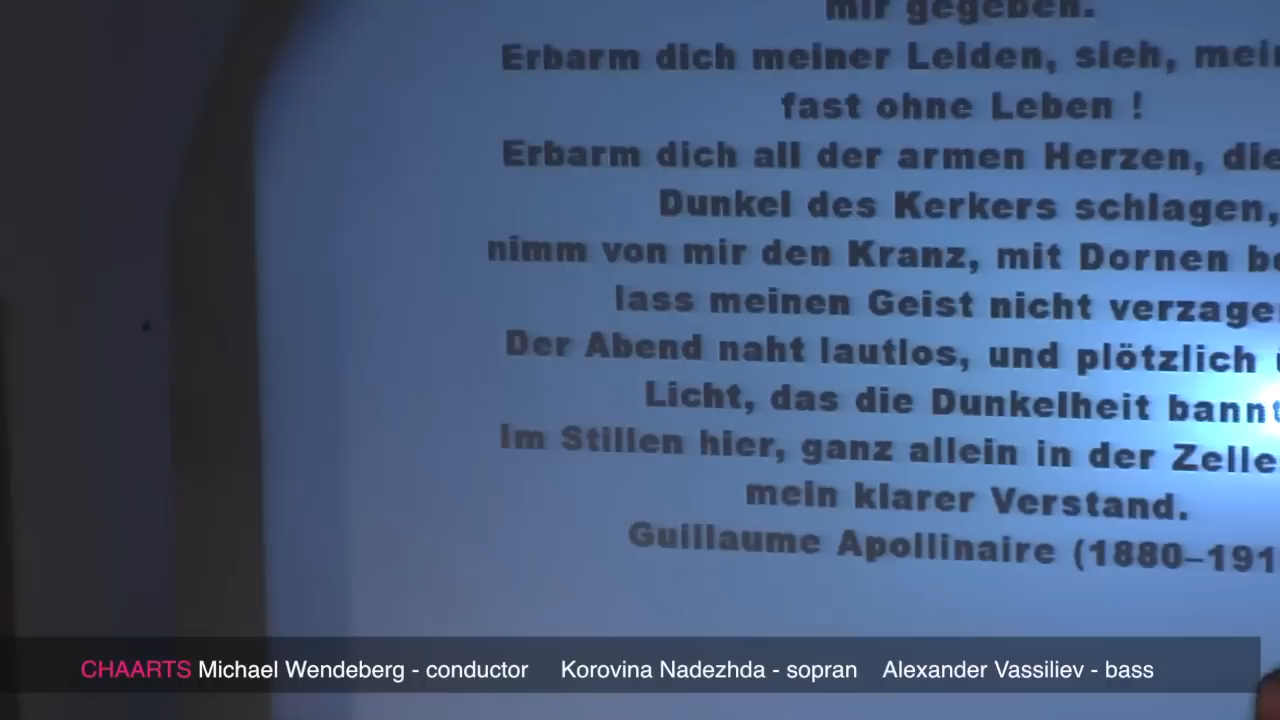 mir gegeben.
Erbarm dich meiner Leiden, sieh,
fast ohne Leben !
Erbarm dich all der armen Herzen, die
Dunkel des Kerkers schlagen,
nimm von mir den Kranz, mit Dornen
lass meinen Geist nicht
Der Abend naht lautlos, und plötzlich
Licht, das die Dunkelheit bannt
Im Stillen hier, ganz allein in der Zelle
mein klarer Verstand.
Guillaume Apollinaire (1880–191
CHAARTS Michael Wendeberg - conductor Korovina Nadezhda - sopran Alexander Vassiliev - bass